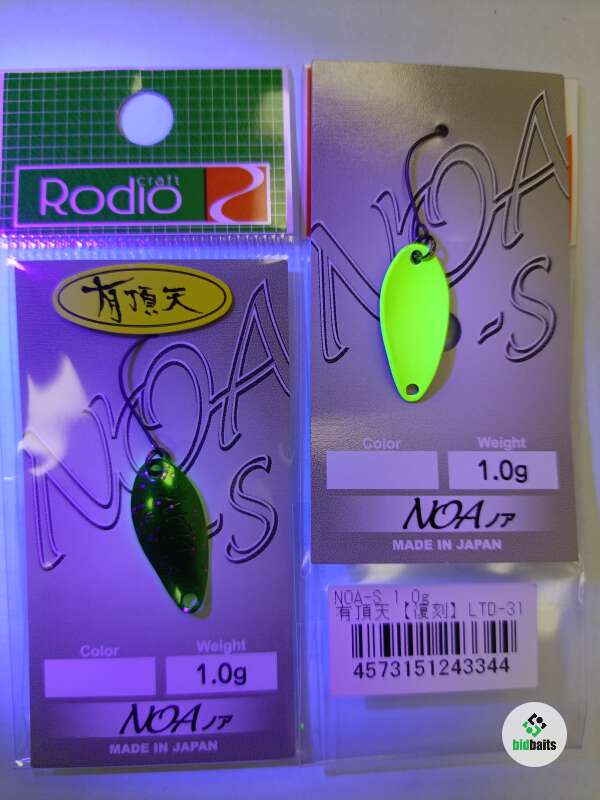 craft
Rodio
有頂天
NOA
-S
Color
Weight
1.0g
NOA ノア
MADE IN JAPAN
NOA
-S
Color
Weight
1.0g
NOA ノア
MADE IN JAPAN
NOA-S 1.0g
有頂天【復刻】LTD-31
4573151243344
bidbaits